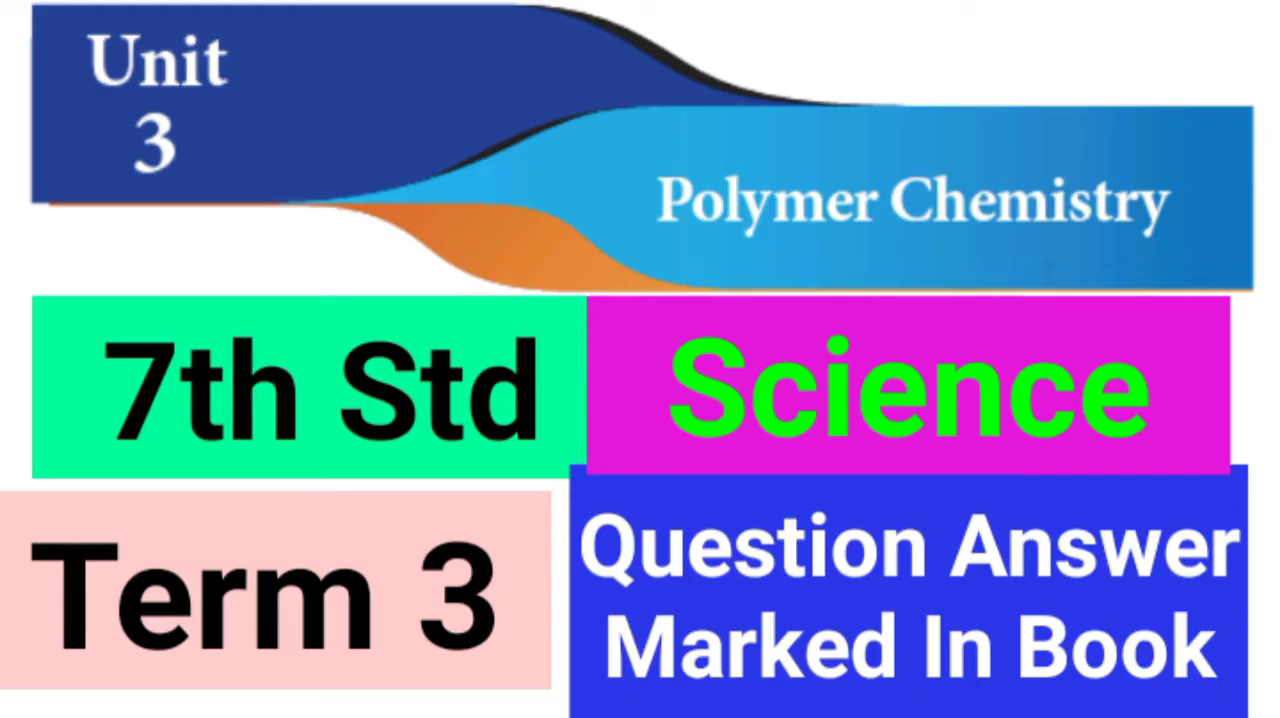 Unit
3
Polymer Chemistry
7th Std
Science
Term 3
Question Answer
Marked In Book